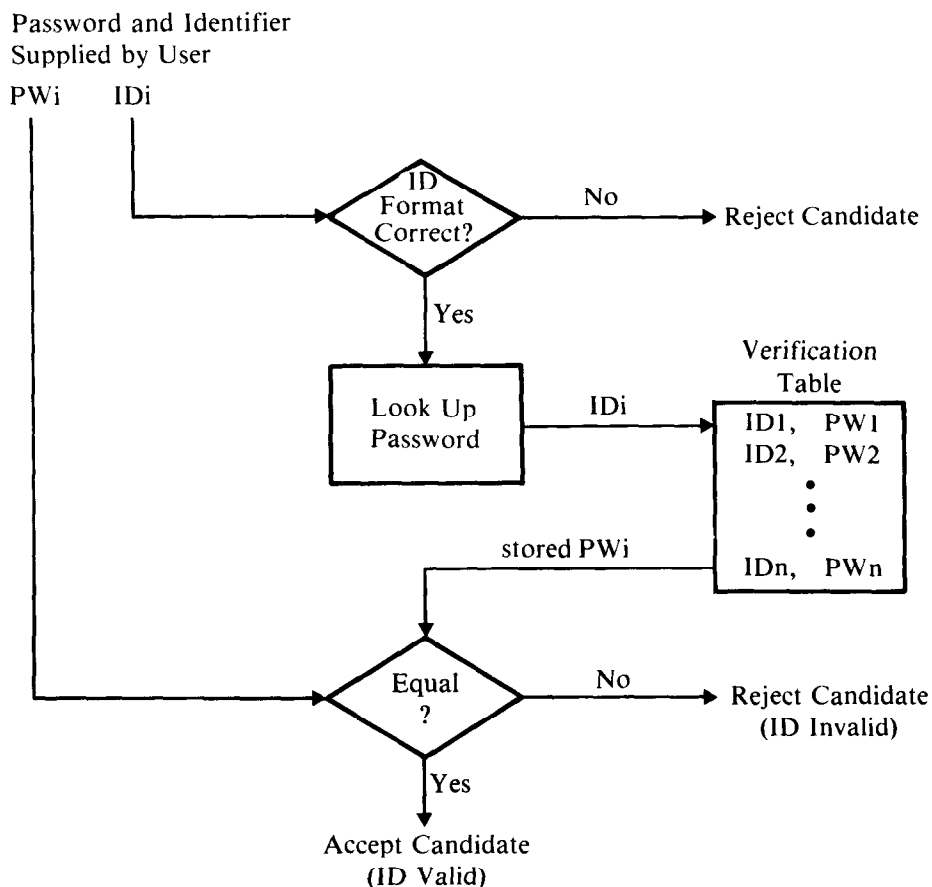 Password and Identifier
Supplied by User
PWi IDi
ID
Format
Correct?
No
Reject Candidate
Yes
Look Up
Password
IDi
Verification
Table
ID1, PW1
ID2, PW2
IDn, PWn
stored PWi
Equal
?
No
Reject Candidate
(ID Invalid)
Yes
Accept Candidate
(ID Valid)